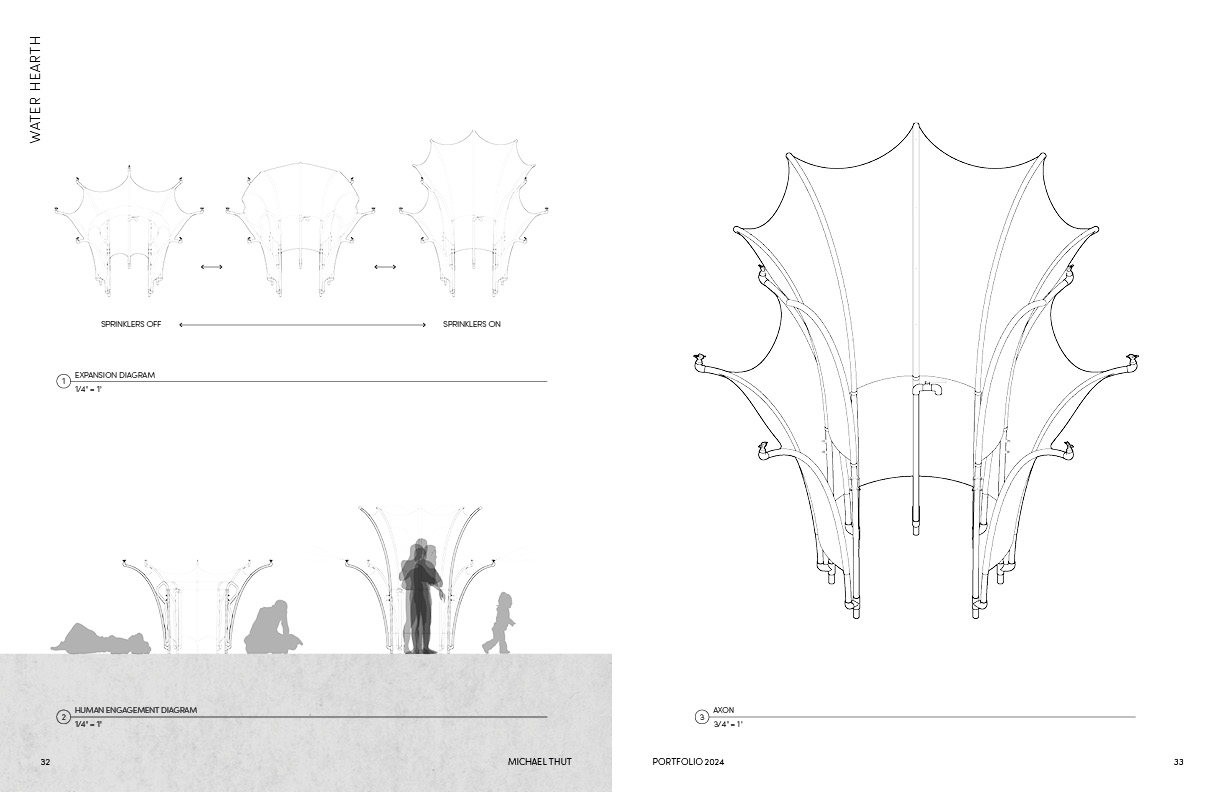 WATER HEARTH
SPRINKLERS OFF
SPRINKLERS ON
1
EXPANSION DIAGRAM
1/4" = 1'
2
HUMAN ENGAGEMENT DIAGRAM
1/4" = 1'
32
MICHAEL THUT
3
AXON
3/4" = 1'
PORTFOLIO 2024
33